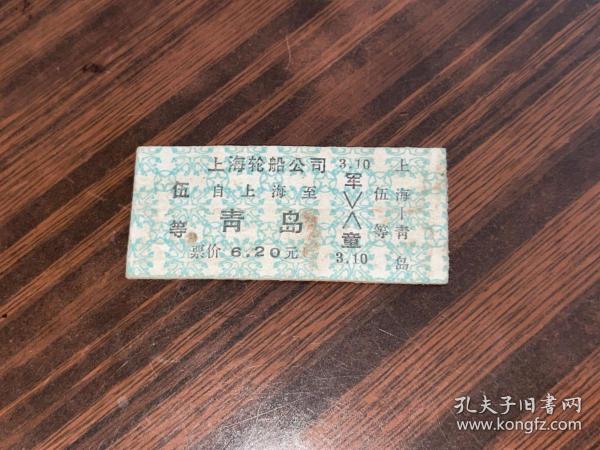 上海轮船公司
伍等
自上海至
青岛
票价 6.20元
3.10
军
童
3.10
伍等
上海—青岛
孔夫子旧书网
www.kongfz.com